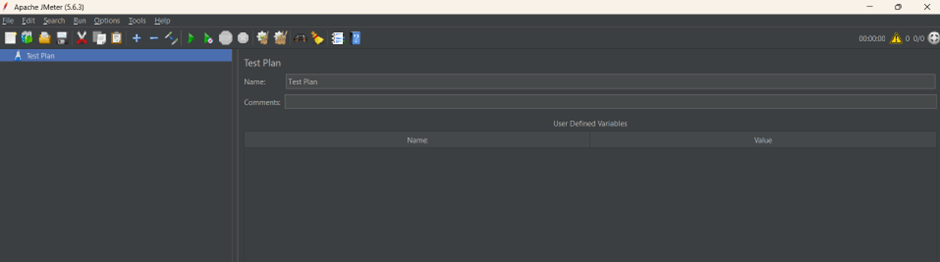 Apache JMeter (5.6.3)
File Edit Search Run Options Tools Help
00:00:00 0 0/0
Test Plan
Test Plan
Name: Test Plan
Comments:
User Defined Variables
Name Value